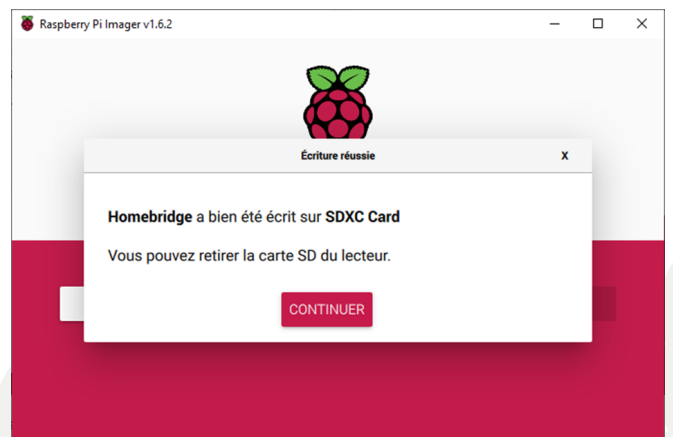 Raspberry Pi Imager v1.6.2
Écriture réussie
X
Homebridge a bien été écrit sur SDXC Card
Vous pouvez retirer la carte SD du lecteur.
CONTINUER